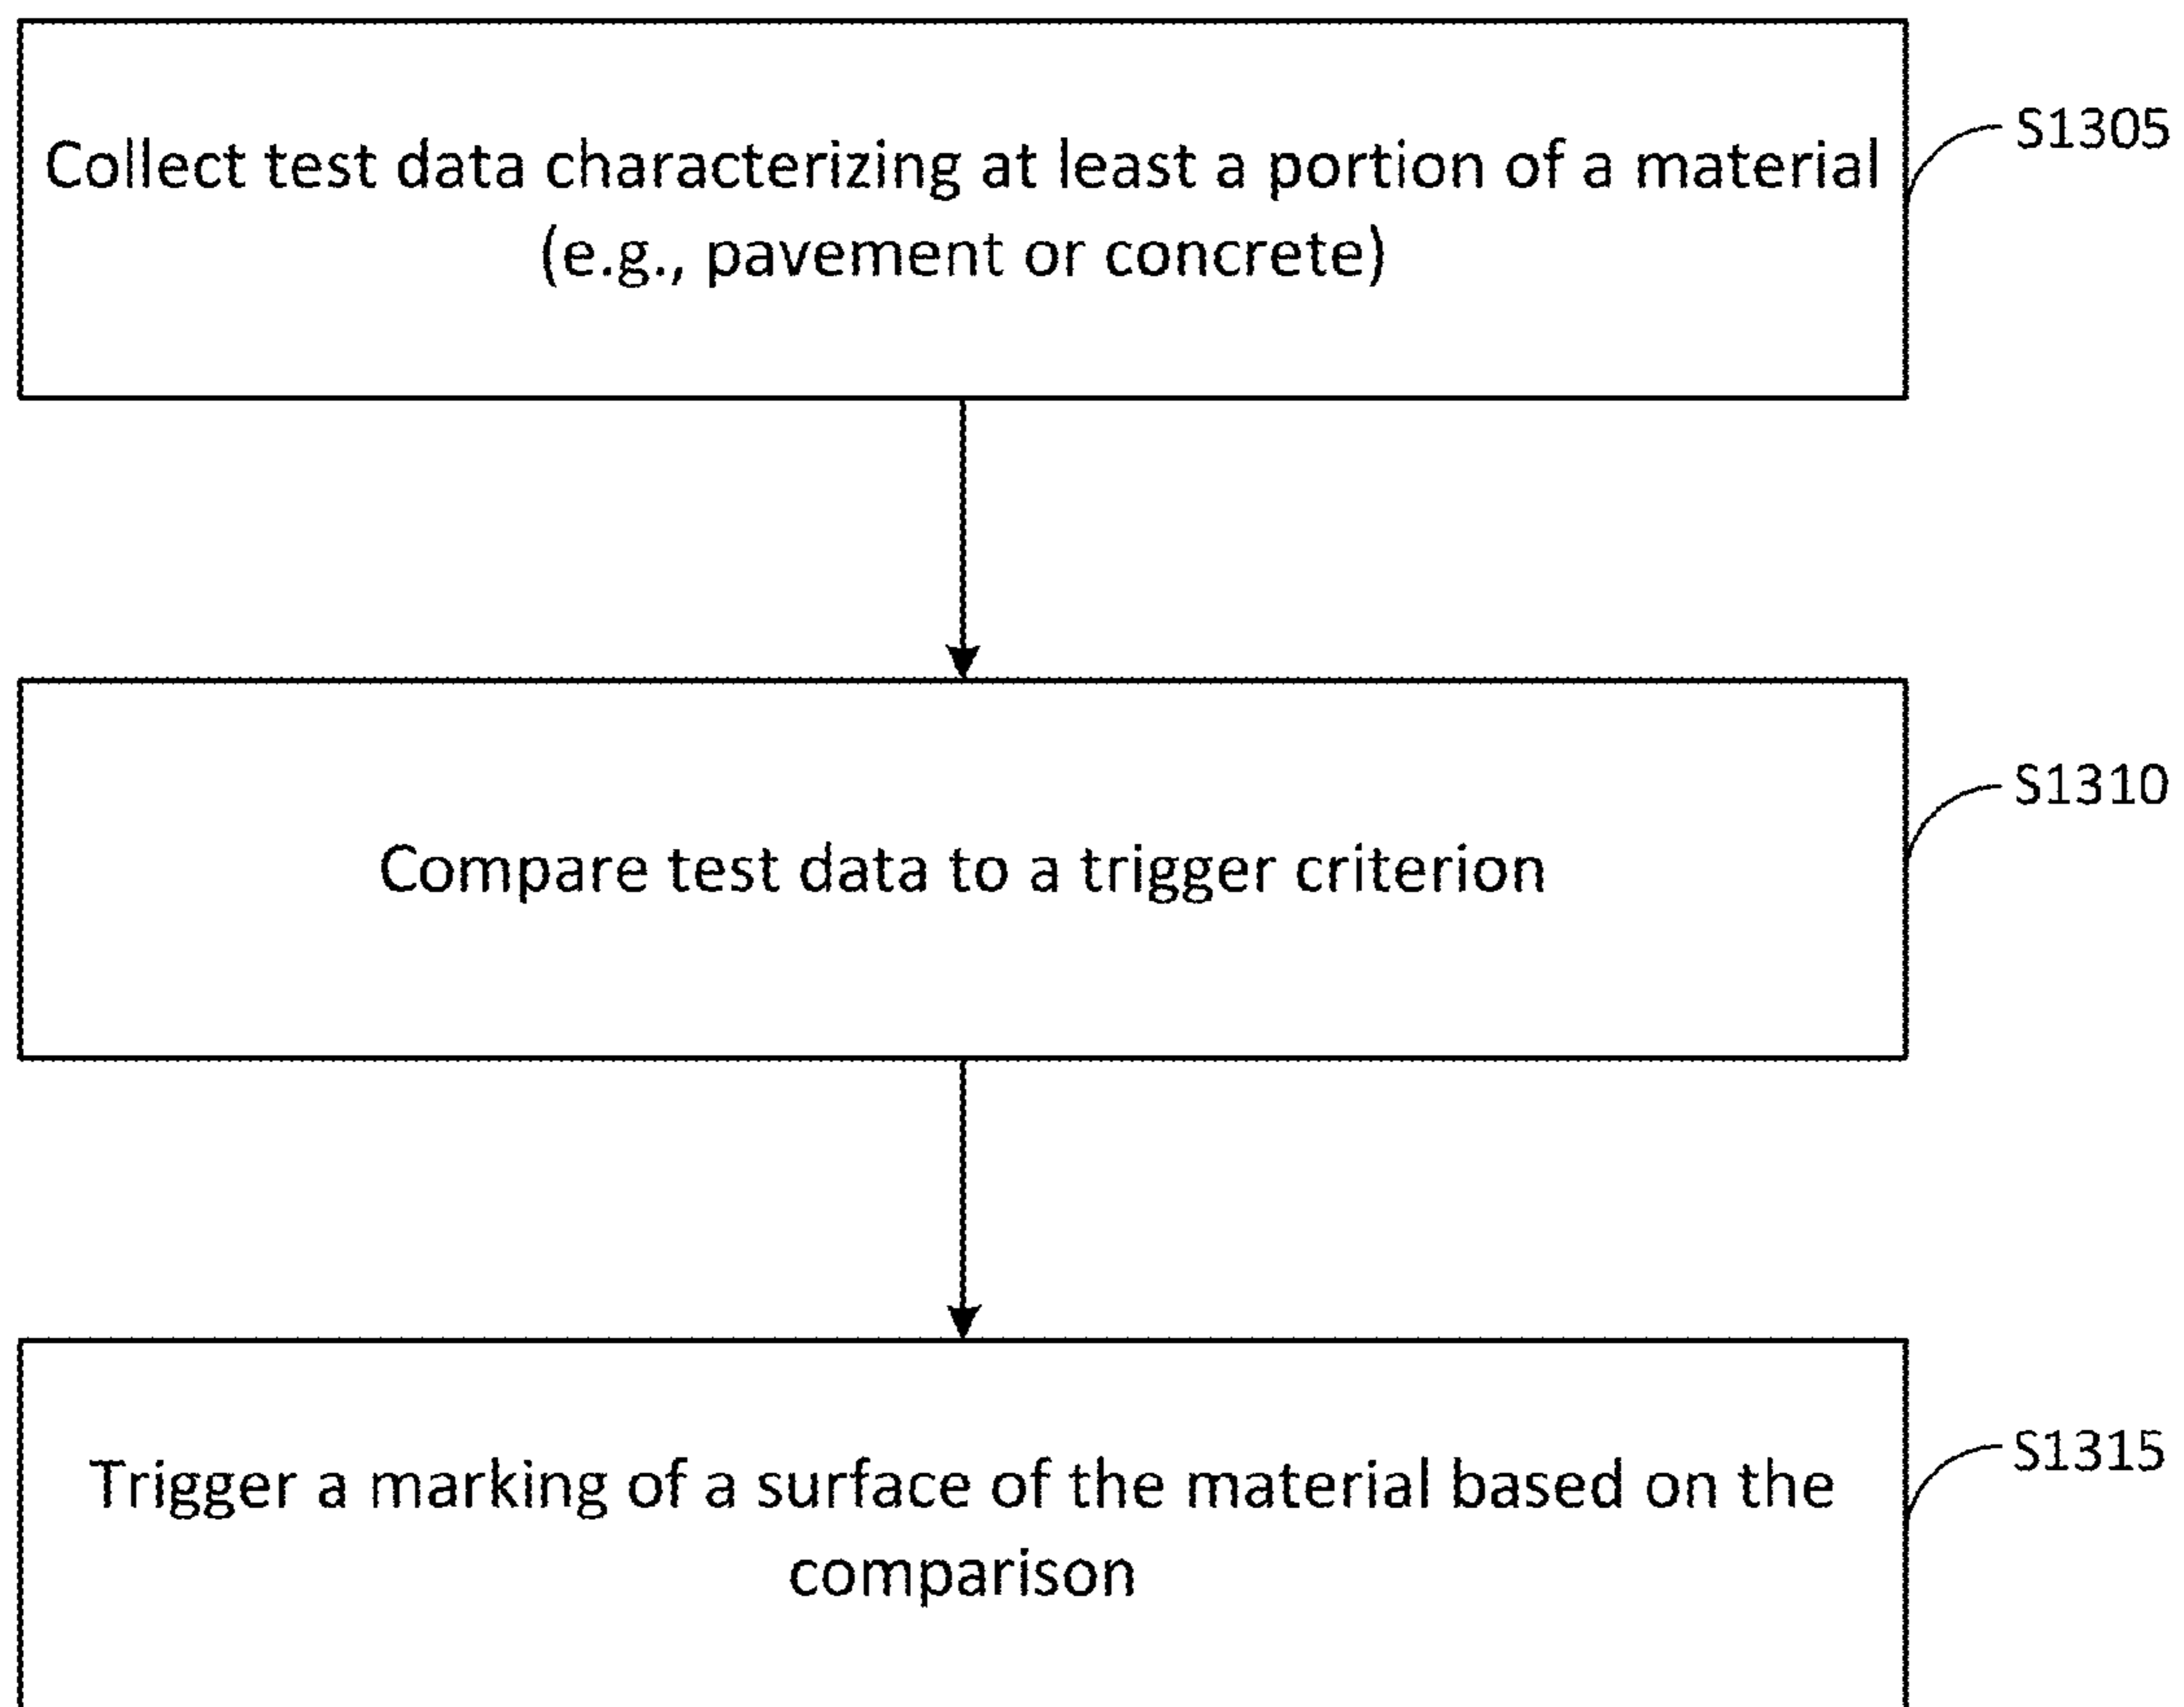 Collect test data characterizing at least a portion of a material
(e.g., pavement or concrete)
S1305
Compare test data to a trigger criterion
S1310
Trigger a marking of a surface of the material based on the
comparison
S1315